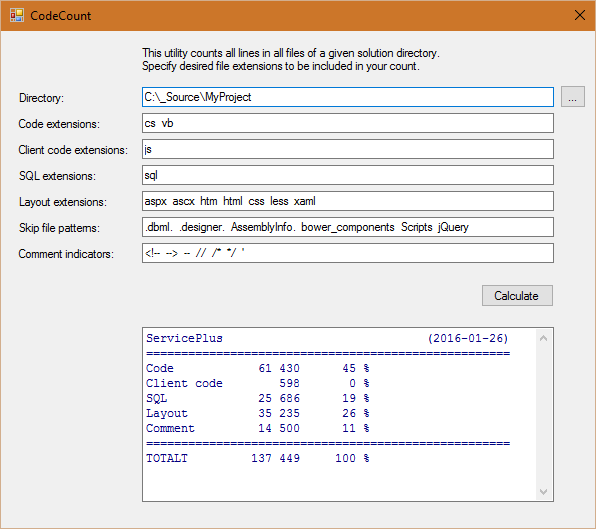 CodeCount
This utility counts all lines in all files of a given solution directory.
Specify desired file extensions to be included in your count.
Directory: C:\_Source\MyProject ...
Code extensions: cs vb
Client code extensions: js
SQL extensions: sql
Layout extensions: aspx ascx htm html css less xaml
Skip file patterns: .dbml. .designer. AssemblyInfo. bower_components Scripts jQuery
Comment indicators: <!-- --> -- // /* */ '
Calculate
ServicePlus (2016-01-26)
====================================================
Code 61 430 45 %
Client code 598 0 %
SQL 25 686 19 %
Layout 35 235 26 %
Comment 14 500 11 %
====================================================
TOTALT 137 449 100 %